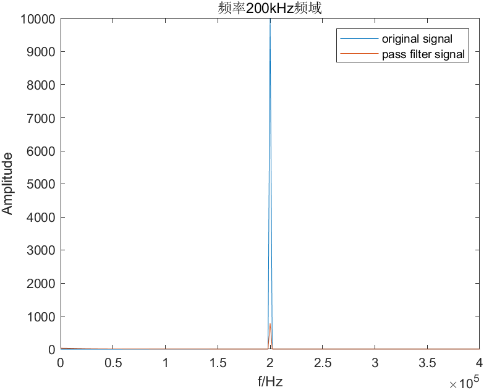 频率200kHz频域
10000
9000
8000
7000
6000
5000
4000
3000
2000
1000
0
Amplitude
original signal
pass filter signal
0 0.5 1 1.5 2 2.5 3 3.5 4
f/Hz
×10^5